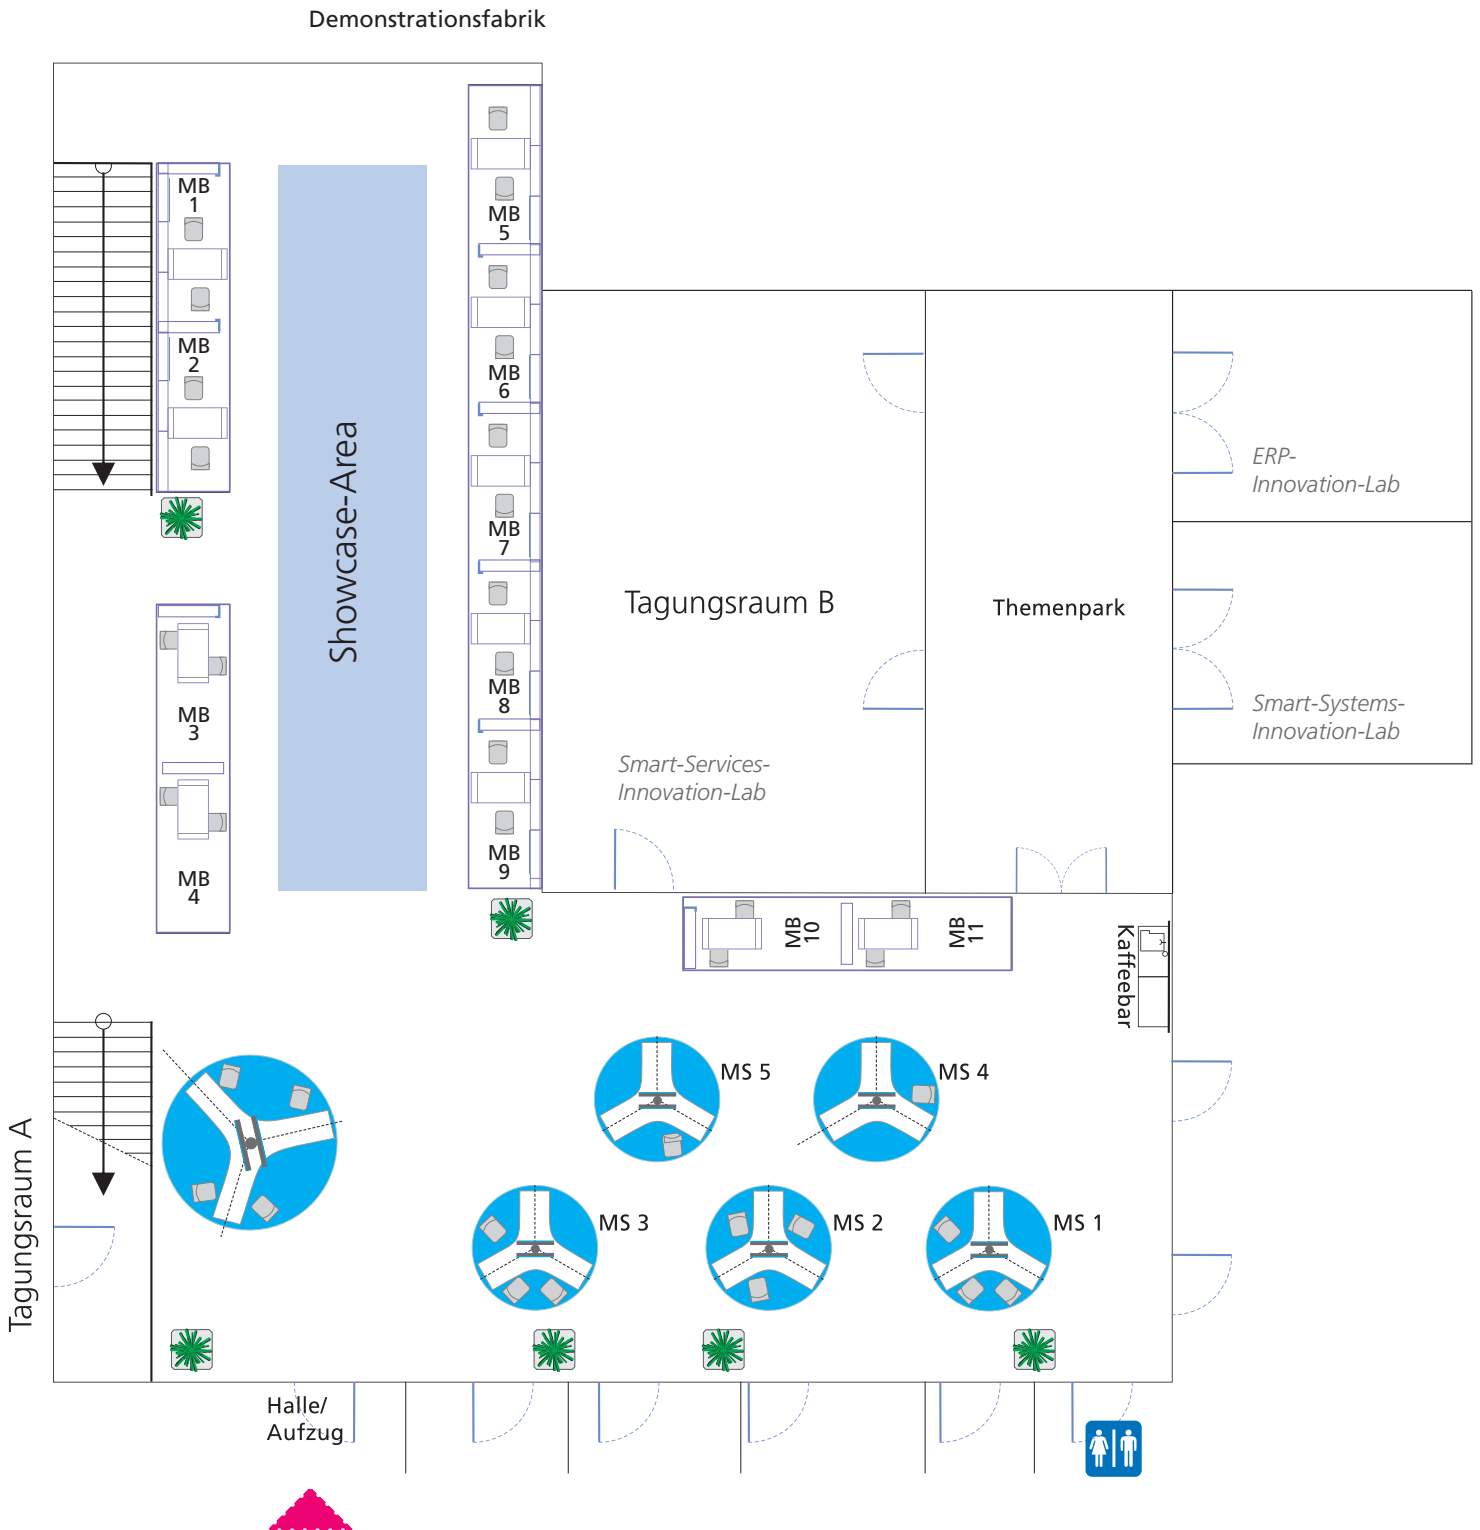 Demonstrationsfabrik
MB
1
MB
2
MB
3
MB
4
Showcase-Area
MB
5
MB
6
MB
7
MB
8
MB
9
Tagungsraum B
Smart-Services-
Innovation-Lab
Themenpark
ERP-
Innovation-Lab
Smart-Systems-
Innovation-Lab
MB
10
MB
11
Kaffeebar
MS 5
MS 4
MS 3
MS 2
MS 1
Tagungsraum A
Halle/
Aufzug